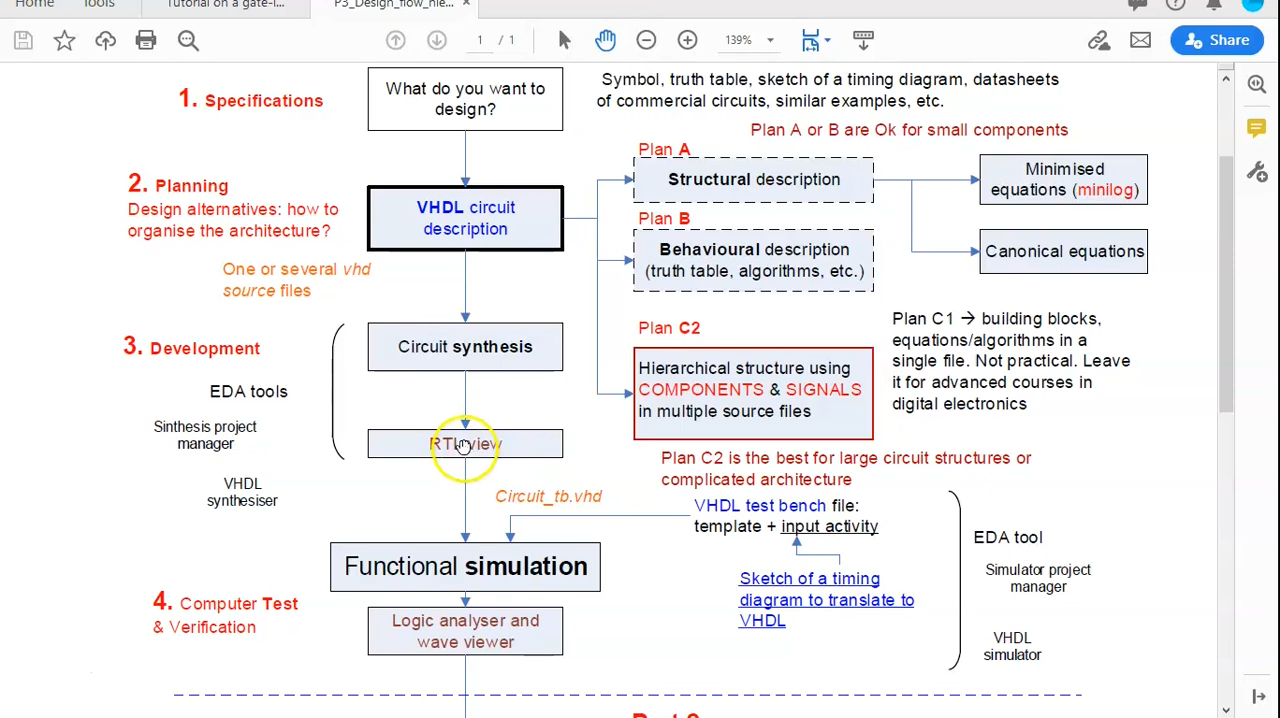 Home
Tools
Tutorial on a gate-l...
P3_Design_flow_hie...
1 / 1
139%
Share
What do you want to
design?
1. Specifications
Symbol, truth table, sketch of a timing diagram, datasheets
of commercial circuits, similar examples, etc.
Plan A or B are Ok for small components
2. Planning
Design alternatives: how to
organise the architecture?
VHDL circuit
description
Plan A
Structural description
Minimised
equations (minilog)
Plan B
Behavioural description
(truth table, algorithms, etc.)
Canonical equations
One or several vhd
source files
3. Development
Circuit synthesis
Plan C2
Hierarchical structure using
COMPONENTS & SIGNALS
in multiple source files
Plan C1 → building blocks,
equations/algorithms in a
single file. Not practical. Leave
it for advanced courses in
digital electronics
EDA tools
Sinthesis project
manager
RTL view
Plan C2 is the best for large circuit structures or
complicated architecture
VHDL
synthesiser
Circuit_tb.vhd
VHDL test bench file:
template + input activity
EDA tool
Functional simulation
Sketch of a timing
diagram to translate to
VHDL
Simulator project
manager
4. Computer Test
& Verification
Logic analyser and
wave viewer
VHDL
simulator